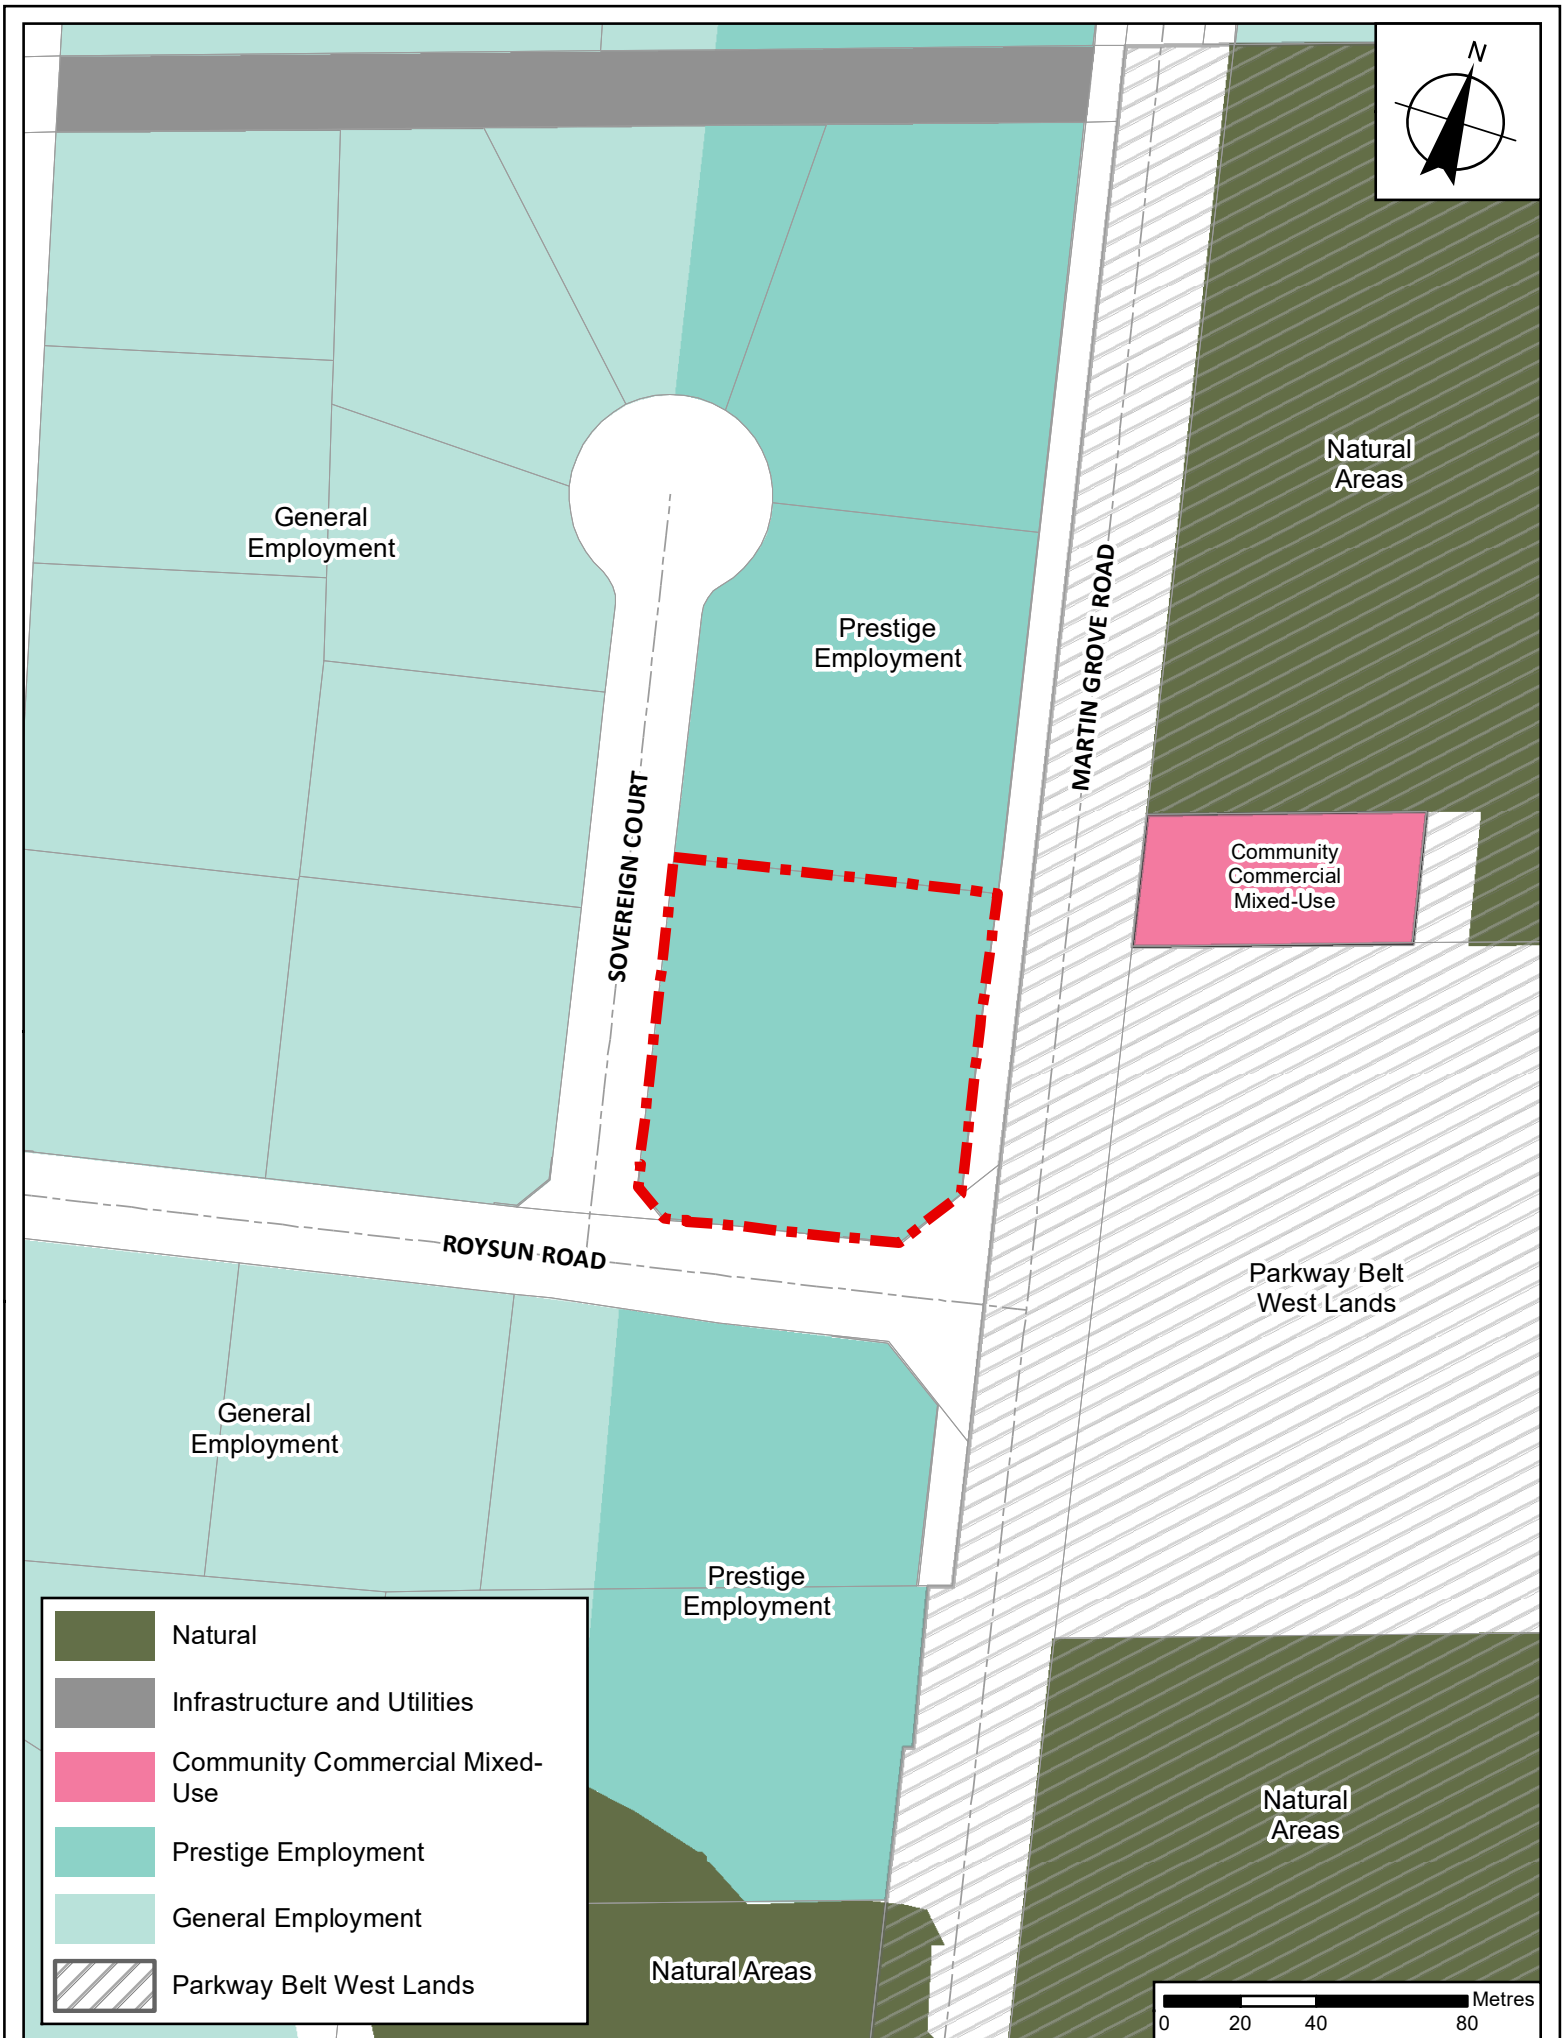 N
Natural
Areas
General
Employment
Prestige
Employment
MARTIN GROVE ROAD
SOVEREIGN COURT
Community
Commercial
Mixed-Use
ROYSUN ROAD
Parkway Belt
West Lands
General
Employment
Prestige
Employment
Natural
Areas
Natural Areas
Natural
Infrastructure and Utilities
Community Commercial Mixed-
Use
Prestige Employment
General Employment
Parkway Belt West Lands
Metres
0 20 40 80